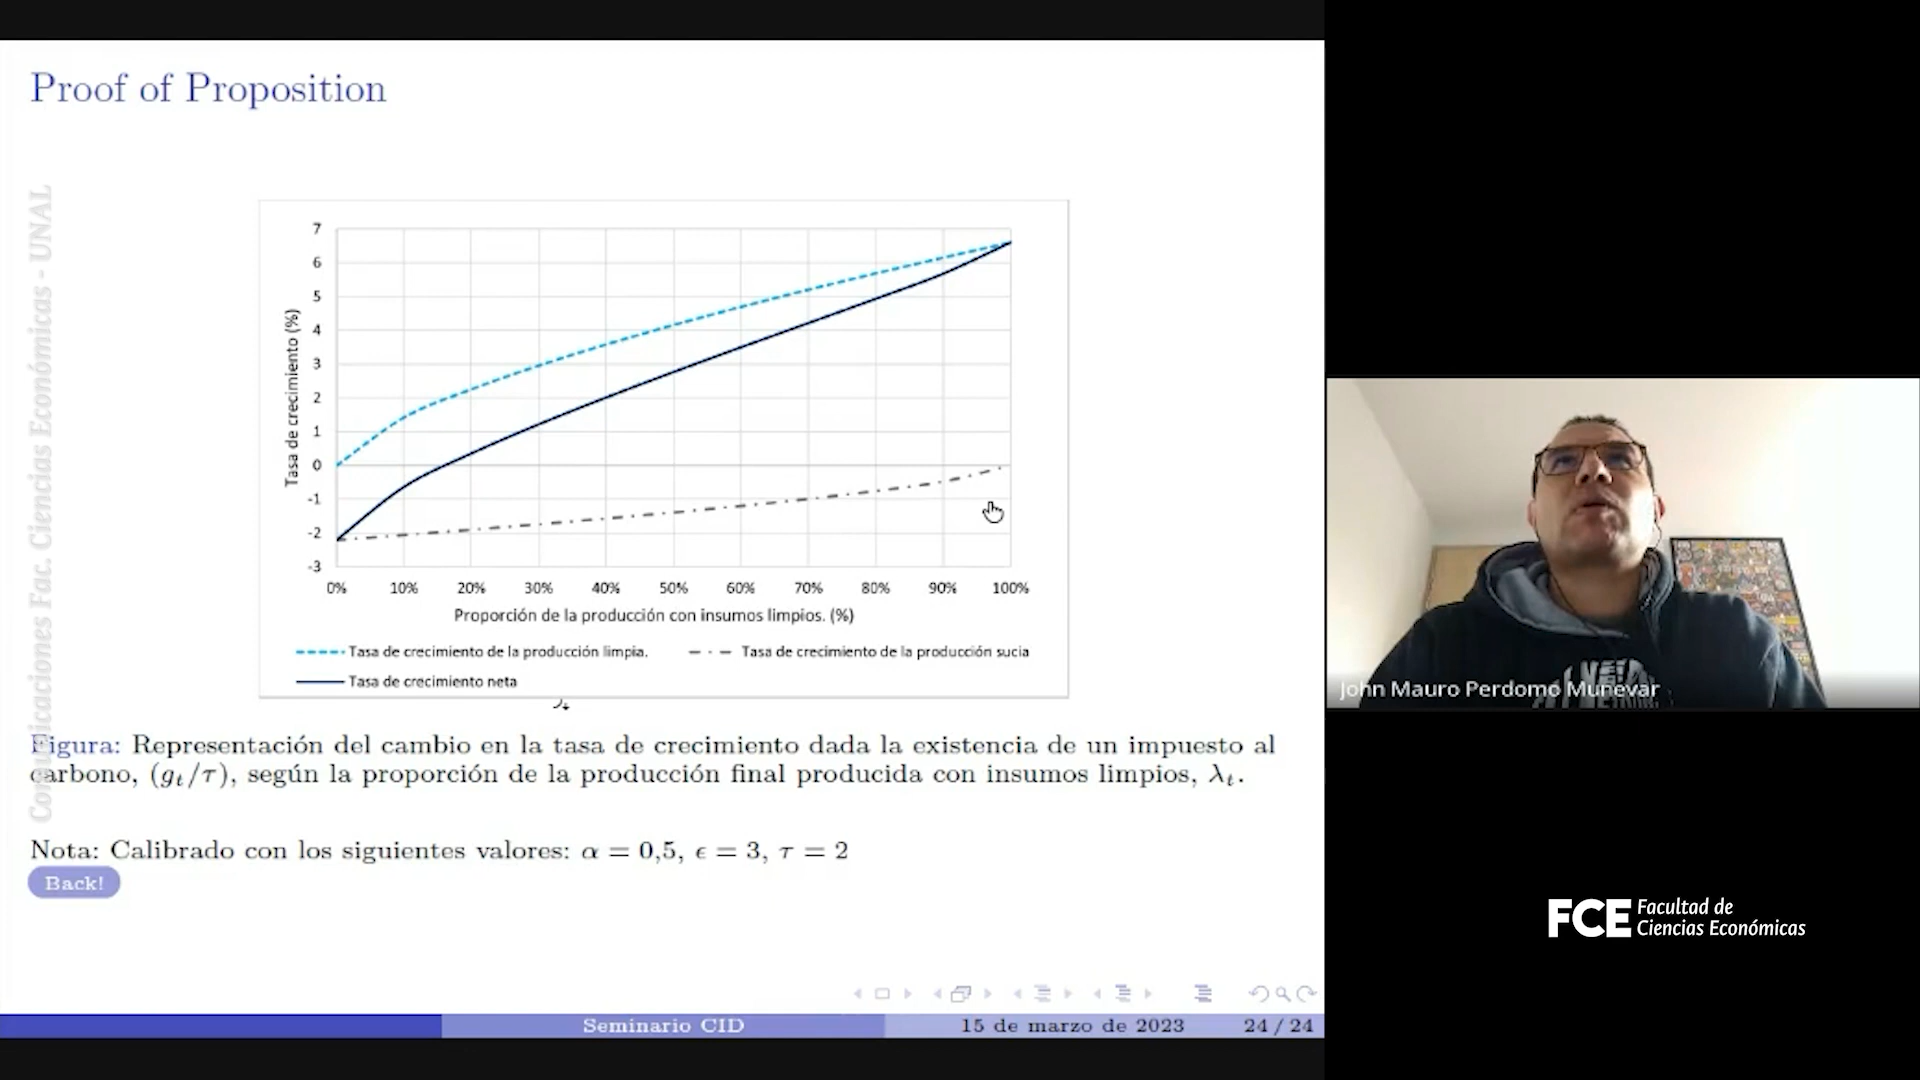 Proof of Proposition
Comunicaciones Fac. Ciencias Económicas - UNAL
Tasa de crecimiento (%)
7
6
5
4
3
2
1
0
-1
-2
-3
0% 10% 20% 30% 40% 50% 60% 70% 80% 90% 100%
Proporción de la producción con insumos limpios. (%)
Tasa de crecimiento de la producción limpia. Tasa de crecimiento de la producción sucia
Tasa de crecimiento neta
Figura: Representación del cambio en la tasa de crecimiento dada la existencia de un impuesto al
carbono, (gₜ/τ), según la proporción de la producción final producida con insumos limpios, λₜ.
Nota: Calibrado con los siguientes valores: α = 0,5, ϵ = 3, τ = 2
Back!
Seminario CID 15 de marzo de 2023 24 / 24
John Mauro Perdomo Munevar
FCE Facultad de
Ciencias Económicas